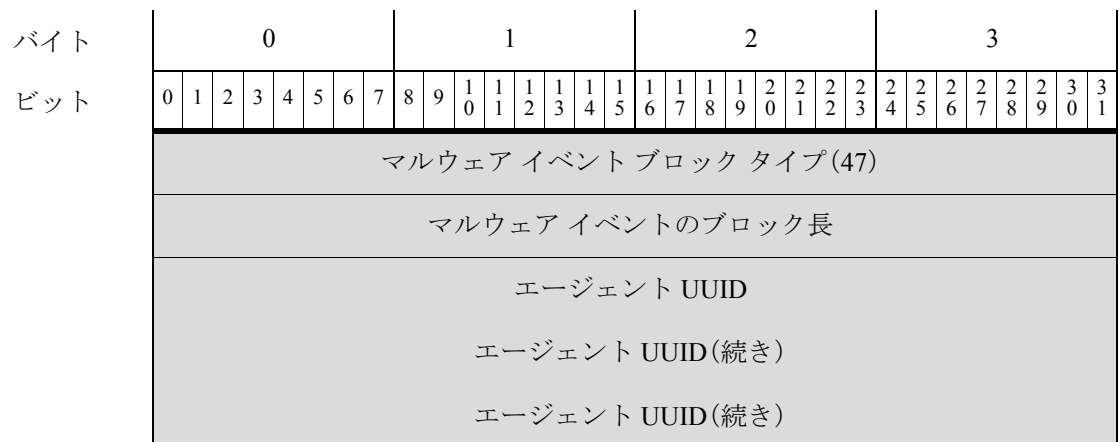 バイト 0 1 2 3
ビット 0 1 2 3 4 5 6 7 8 9 10 11 12 13 14 15 16 17 18 19 20 21 22 23 24 25 26 27 28 29 30 31
マルウェア イベント ブロック タイプ(47)
マルウェア イベントのブロック長
エージェント UUID
エージェント UUID(続き)
エージェント UUID(続き)